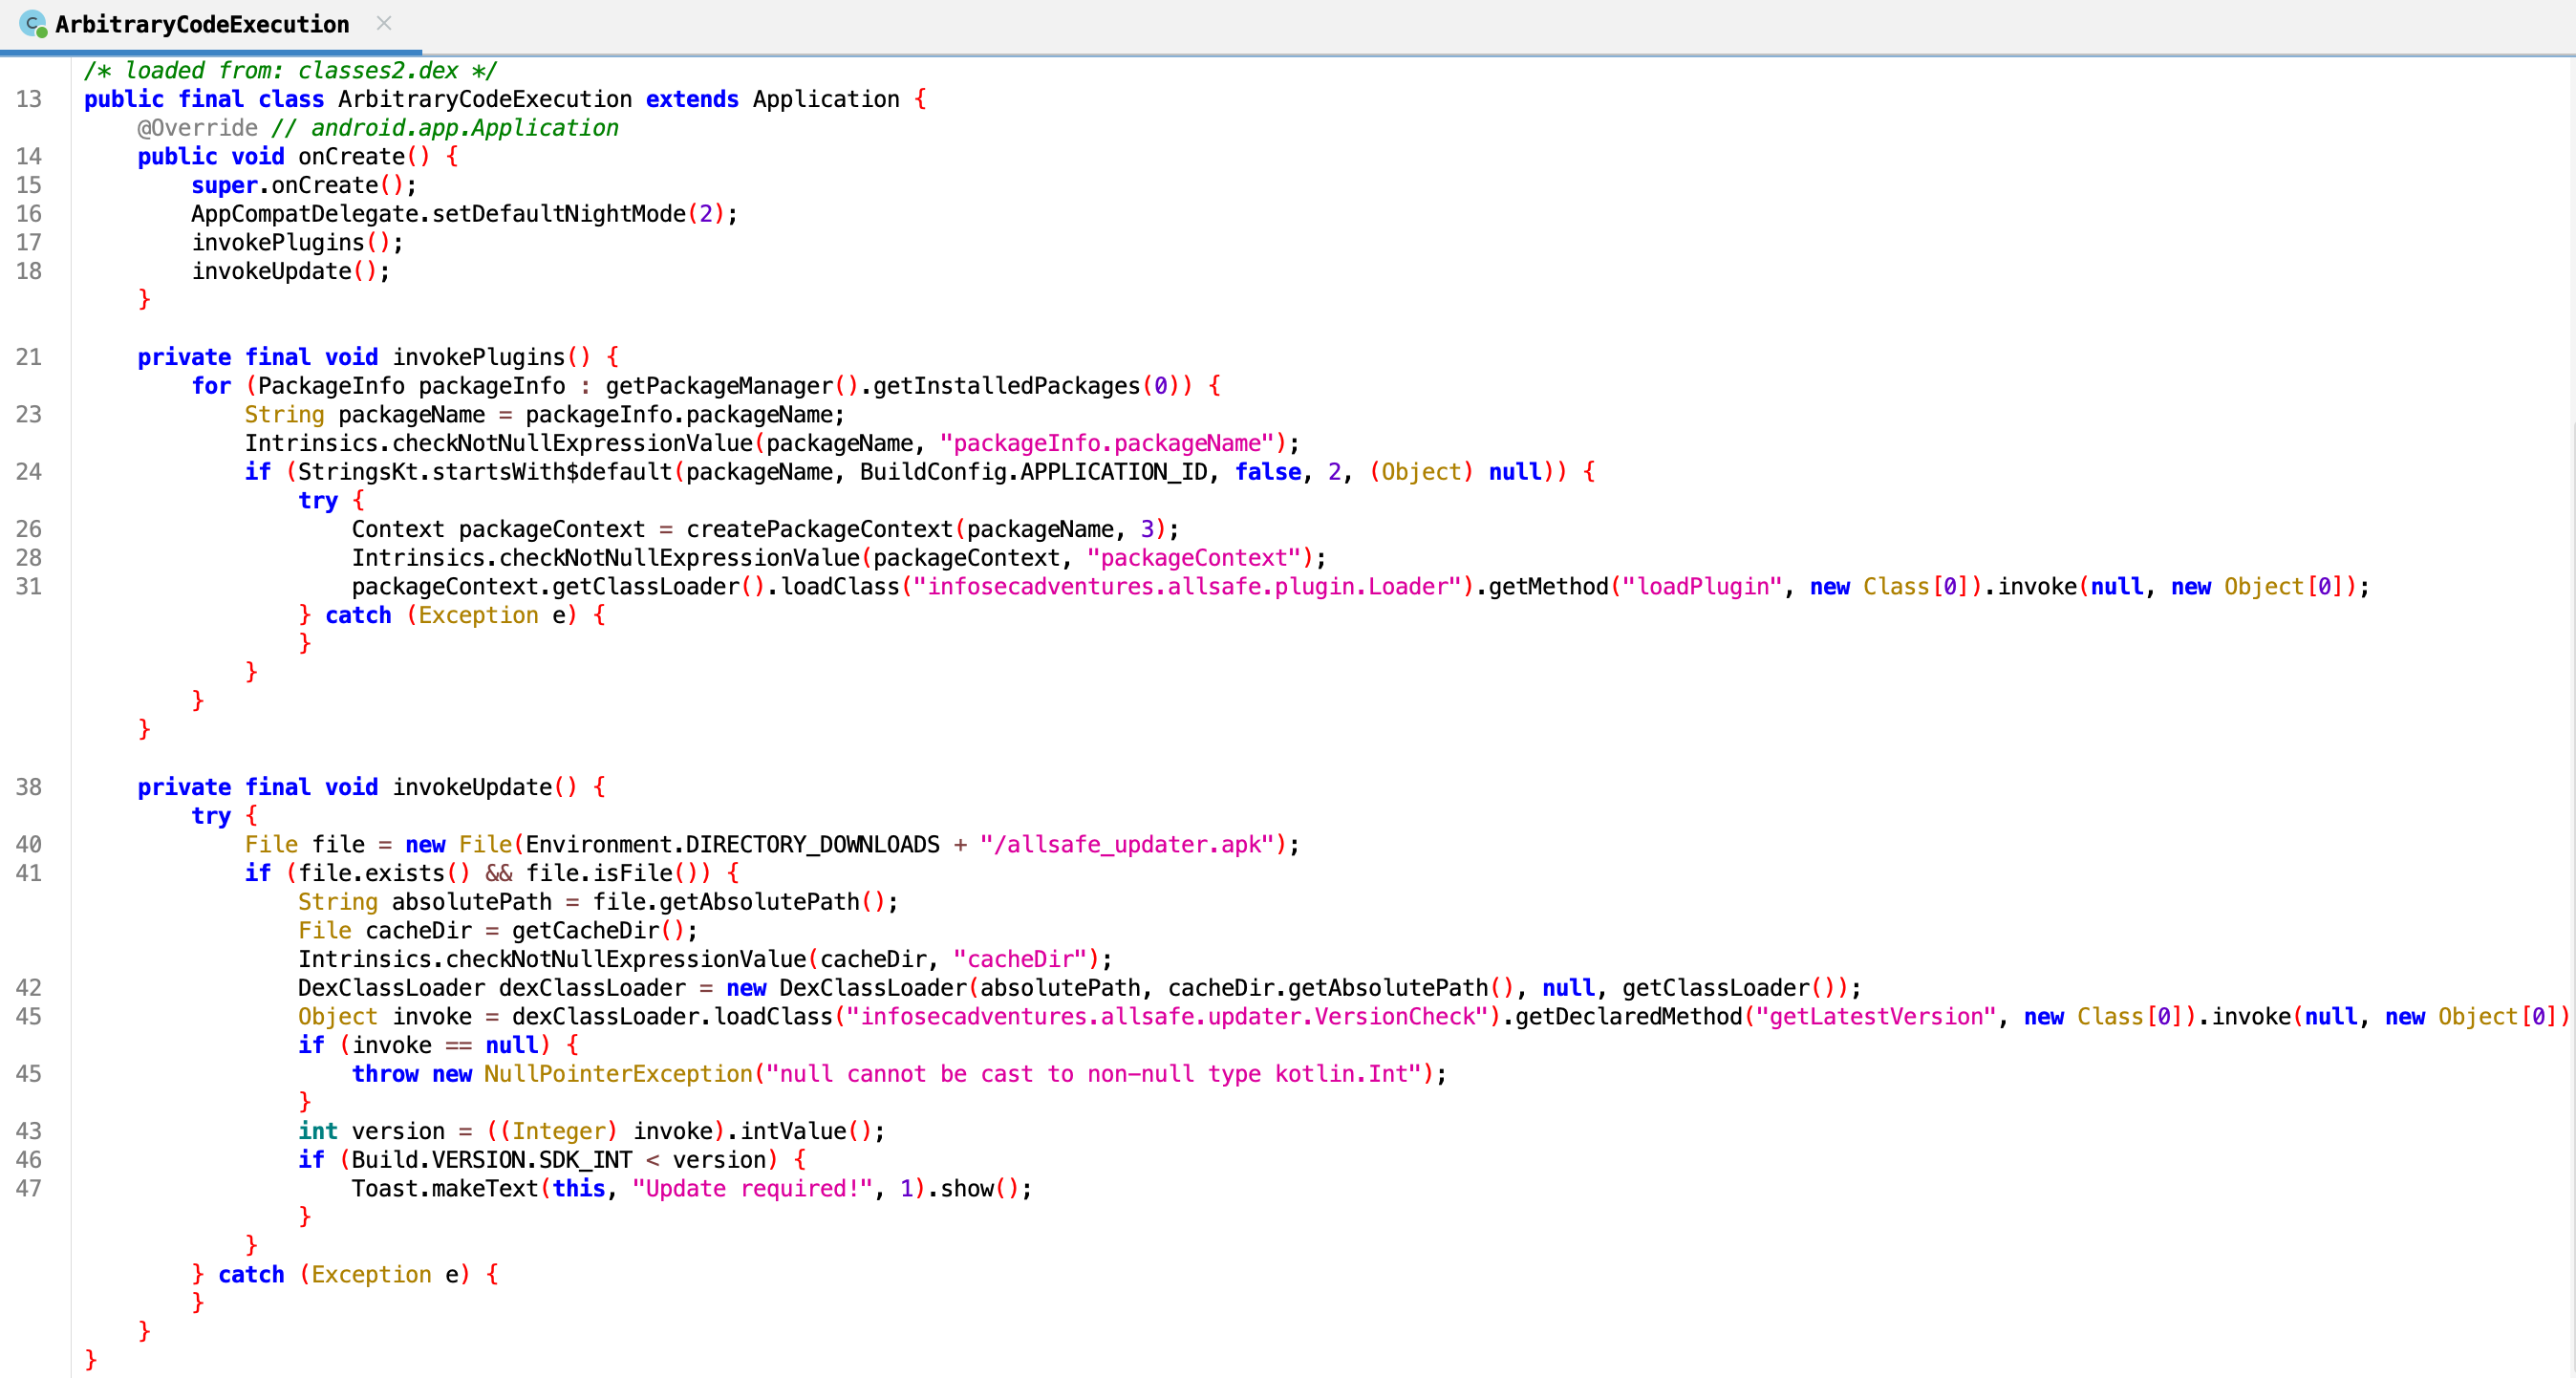 ArbitraryCodeExecution
/* loaded from: classes2.dex */
13 public final class ArbitraryCodeExecution extends Application {
@Override // android.app.Application
14 public void onCreate() {
15 super.onCreate();
16 AppCompatDelegate.setDefaultNightMode(2);
17 invokePlugins();
18 invokeUpdate();
}
21 private final void invokePlugins() {
for (PackageInfo packageInfo : getPackageManager().getInstalledPackages(0)) {
23 String packageName = packageInfo.packageName;
Intrinsics.checkNotNullExpressionValue(packageName, "packageInfo.packageName");
24 if (StringsKt.startsWith$default(packageName, BuildConfig.APPLICATION_ID, false, 2, (Object) null)) {
try {
26 Context packageContext = createPackageContext(packageName, 3);
28 Intrinsics.checkNotNullExpressionValue(packageContext, "packageContext");
31 packageContext.getClassLoader().loadClass("infosecadventures.allsafe.plugin.Loader").getMethod("loadPlugin", new Class[0]).invoke(null, new Object[0]);
} catch (Exception e) {
}
}
}
}
38 private final void invokeUpdate() {
try {
40 File file = new File(Environment.DIRECTORY_DOWNLOADS + "/allsafe_updater.apk");
41 if (file.exists() && file.isFile()) {
String absolutePath = file.getAbsolutePath();
File cacheDir = getCacheDir();
Intrinsics.checkNotNullExpressionValue(cacheDir, "cacheDir");
42 DexClassLoader dexClassLoader = new DexClassLoader(absolutePath, cacheDir.getAbsolutePath(), null, getClassLoader());
45 Object invoke = dexClassLoader.loadClass("infosecadventures.allsafe.updater.VersionCheck").getDeclaredMethod("getLatestVersion", new Class[0]).invoke(null, new Object[0])
if (invoke == null) {
45 throw new NullPointerException("null cannot be cast to non-null type kotlin.Int");
}
43 int version = ((Integer) invoke).intValue();
46 if (Build.VERSION.SDK_INT < version) {
47 Toast.makeText(this, "Update required!", 1).show();
}
}
} catch (Exception e) {
}
}
}